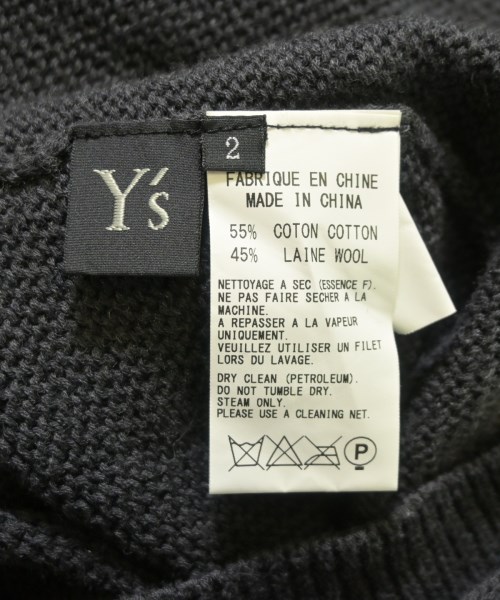 Y's
2
FABRIQUE EN CHINE
MADE IN CHINA
55% COTON COTTON
45% LAINE WOOL
NETTOYAGE A SEC (ESSENCE F).
NE PAS FAIRE SECHER A LA
MACHINE.
A REPASSER A LA VAPEUR
UNIQUEMENT.
VEUILLEZ UTILISER UN FILET
LORS DU LAVAGE.
DRY CLEAN (PETROLEUM).
DO NOT TUMBLE DRY.
STEAM ONLY.
PLEASE USE A CLEANING NET.
P